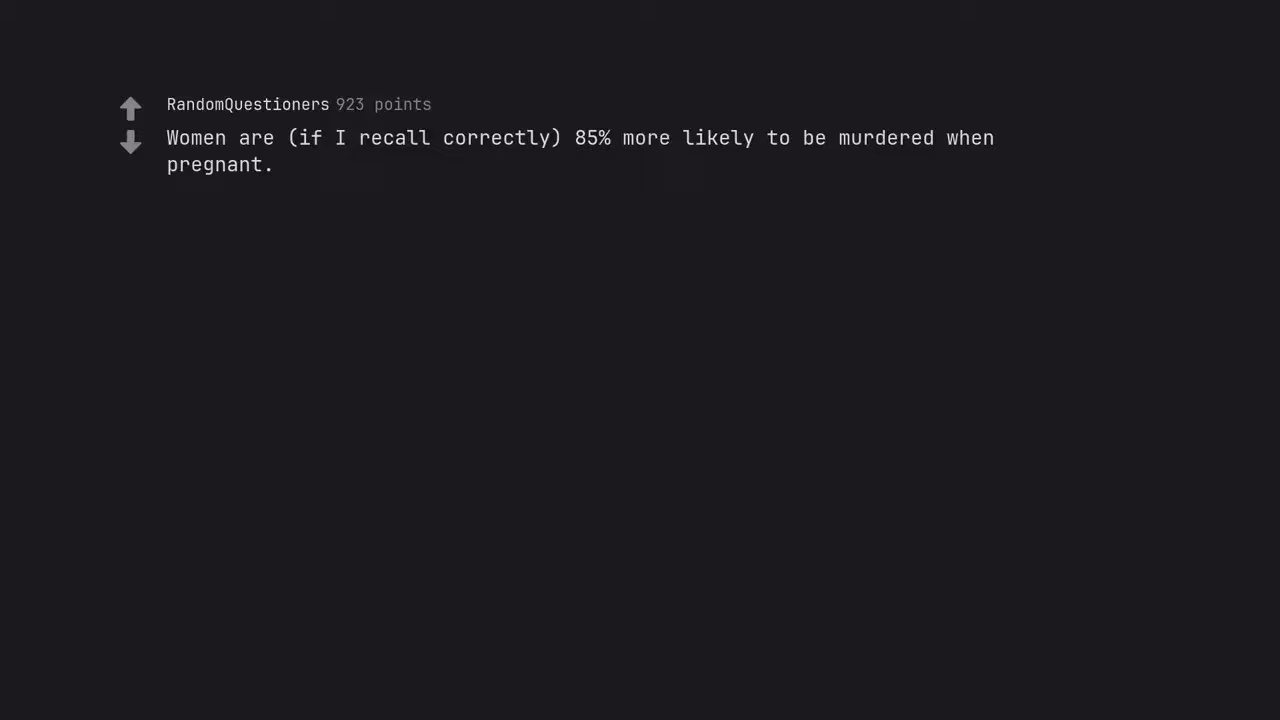 RandomQuestioners 923 points
Women are (if I recall correctly) 85% more likely to be murdered when
pregnant.